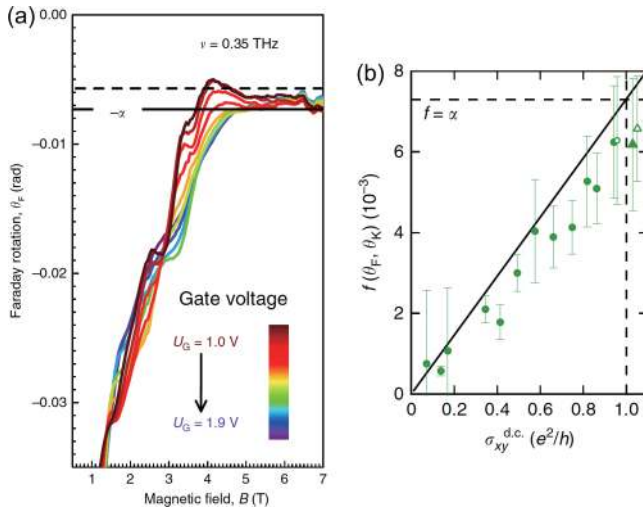 (a)
0.00
−0.01
−0.02
−0.03
Faraday rotation, θF (rad)
ν = 0.35 THz
−α
Gate voltage
UG = 1.0 V
UG = 1.9 V
1 2 3 4 5 6 7
Magnetic field, B (T)
(b)
8
6
4
2
0
f (θF, θK) (10⁻³)
f = α
0 0.2 0.4 0.6 0.8 1.0
σxy^d.c. (e²/h)